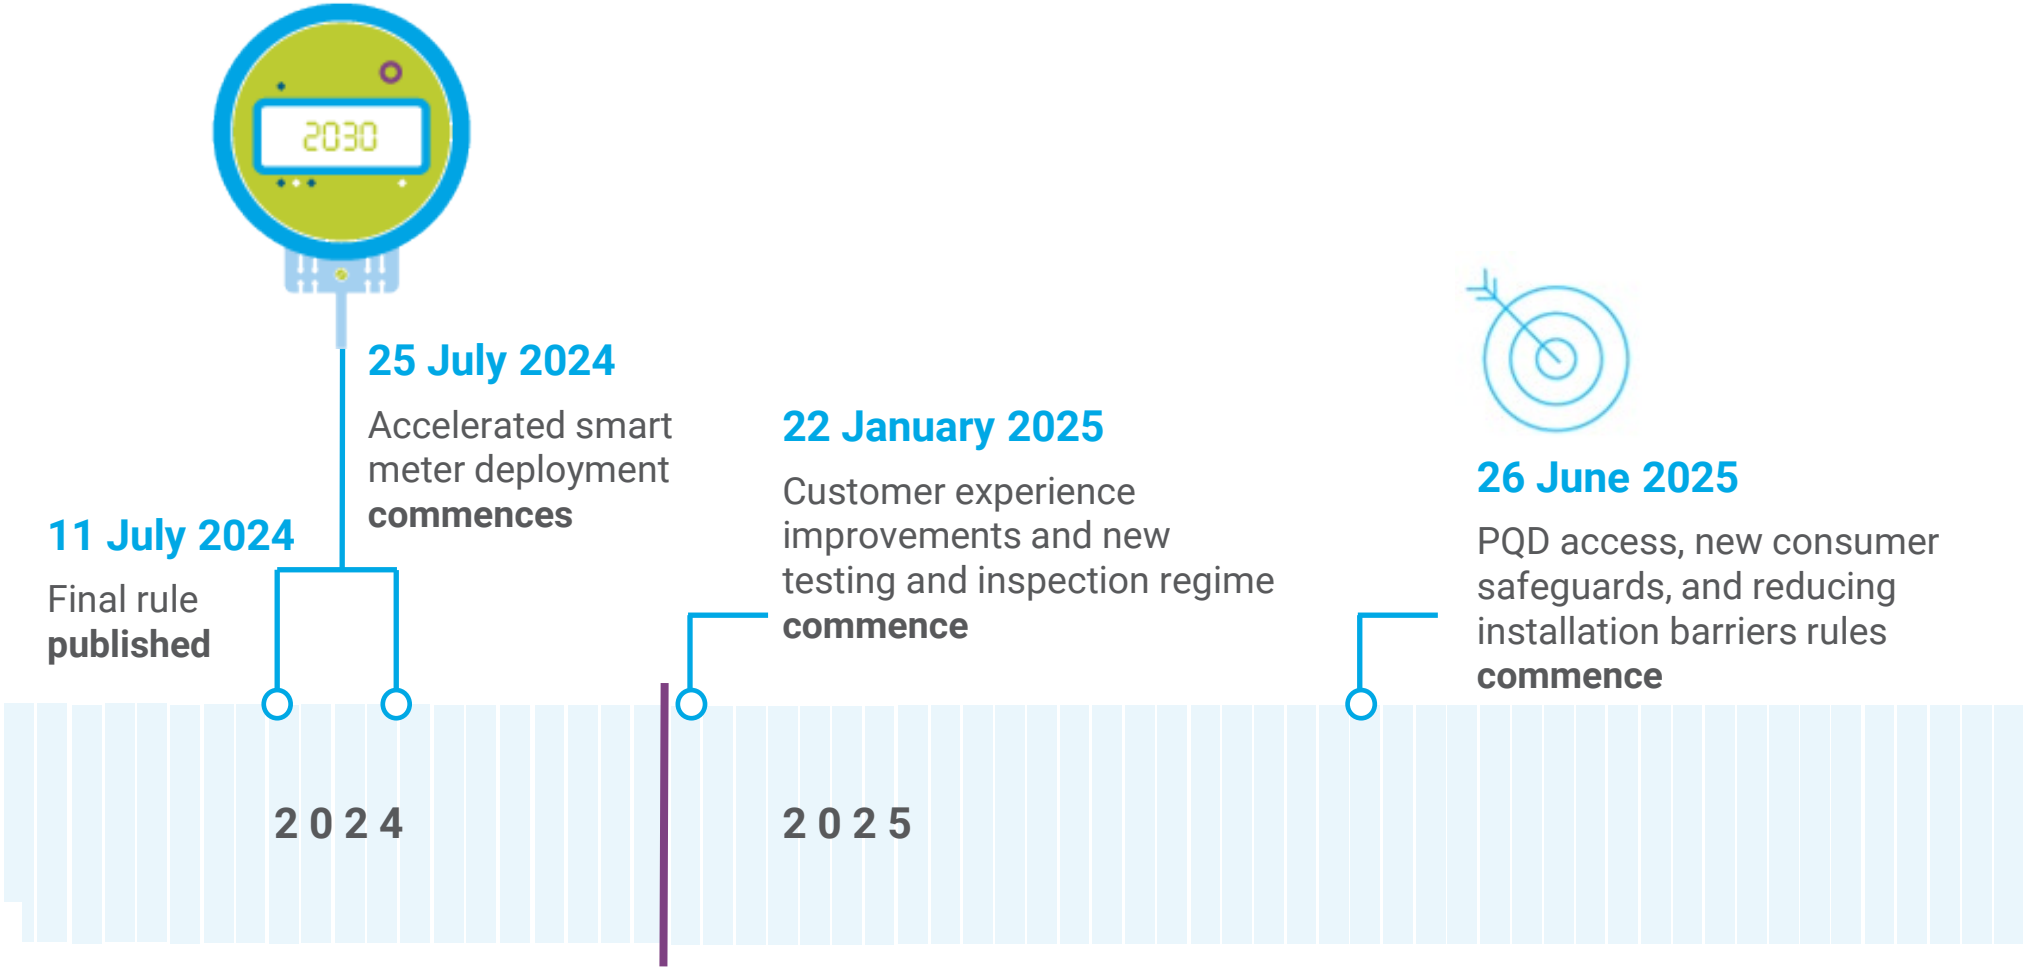 2030
25 July 2024
Accelerated smart
meter deployment
commences
11 July 2024
Final rule
published
22 January 2025
Customer experience
improvements and new
testing and inspection regime
commence
26 June 2025
PQD access, new consumer
safeguards, and reducing
installation barriers rules
commence
2024
2025